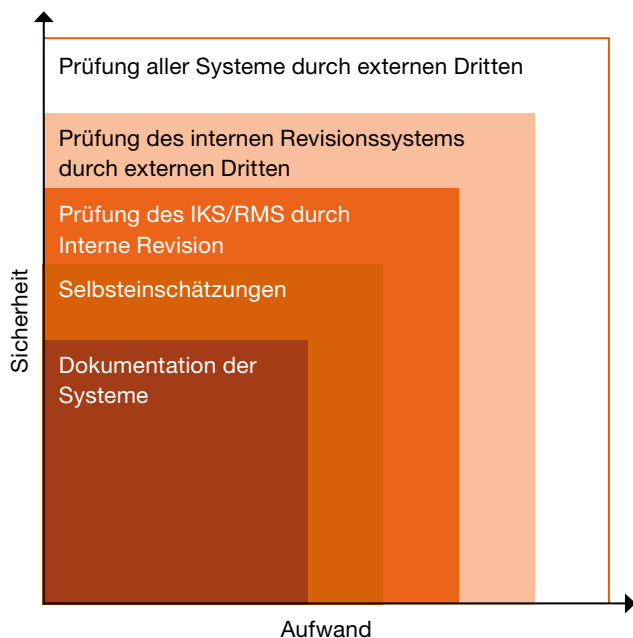 Prüfung aller Systeme durch externen Dritten
Prüfung des internen Revisionssystems
durch externen Dritten
Prüfung des IKS/RMS durch
Interne Revision
Selbsteinschätzungen
Dokumentation der
Systeme
Sicherheit
Aufwand